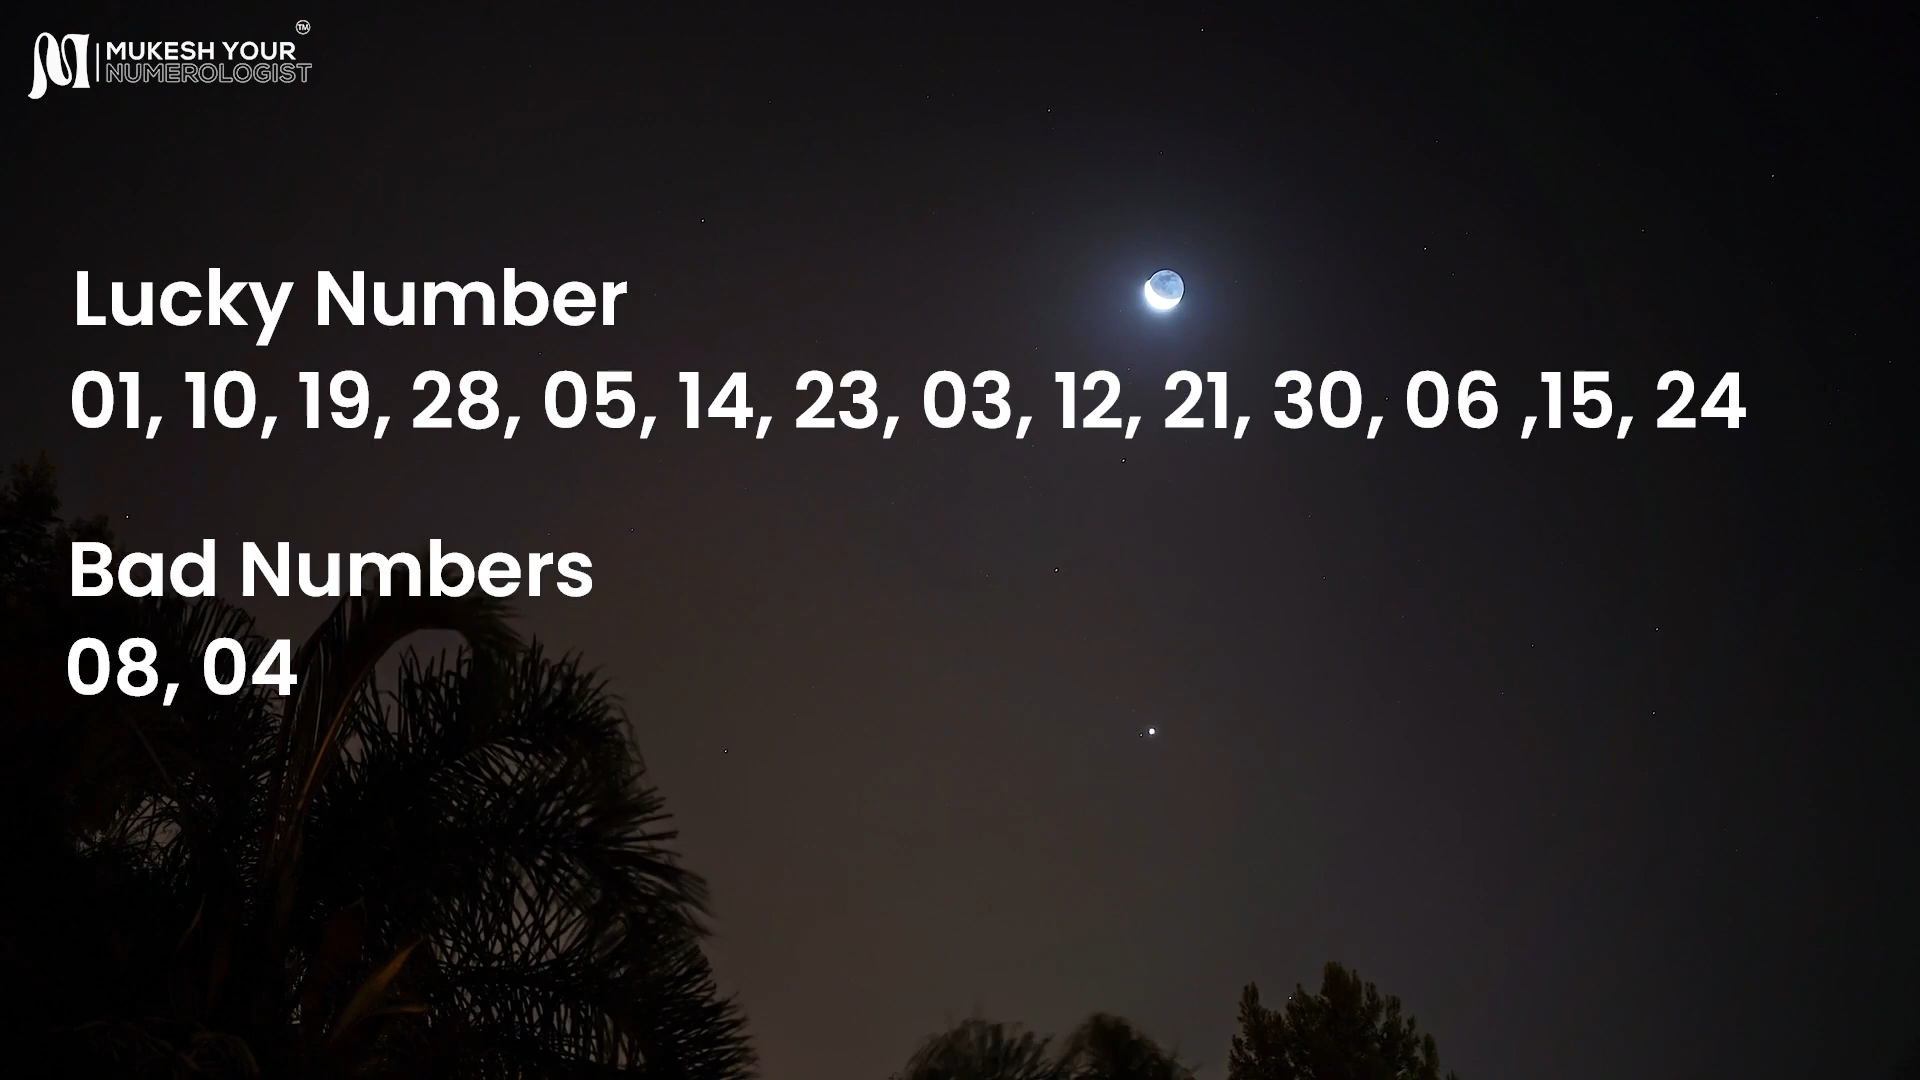 MUKESH YOUR TM
NUMEROLOGIST
Lucky Number
01, 10, 19, 28, 05, 14, 23, 03, 12, 21, 30, 06 ,15, 24
Bad Numbers
08, 04